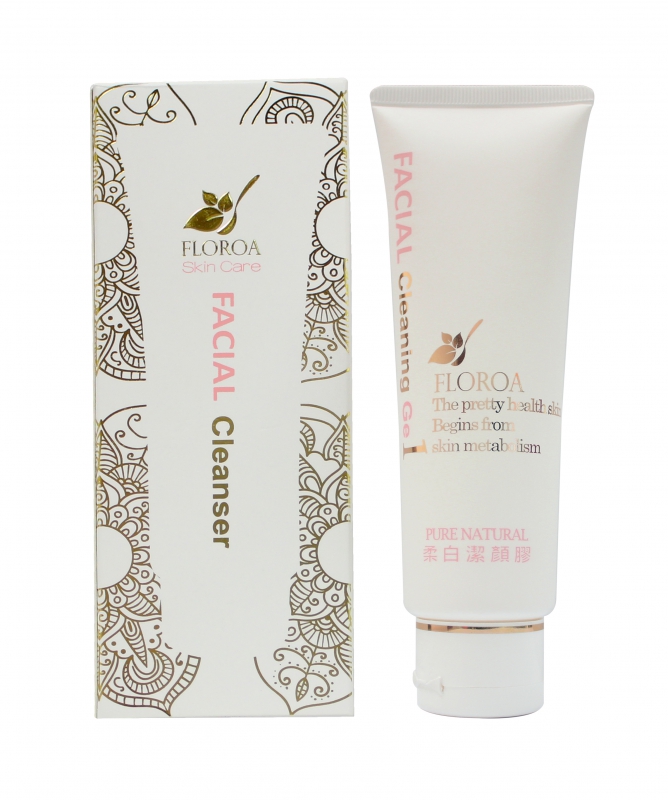 FLOROA
Skin Care
FACIAL Cleanser
FACIAL Cleaning Gel
FLOROA
The pretty health skin
Begins from
skin metabolism
PURE NATURAL
柔白潔顏膠